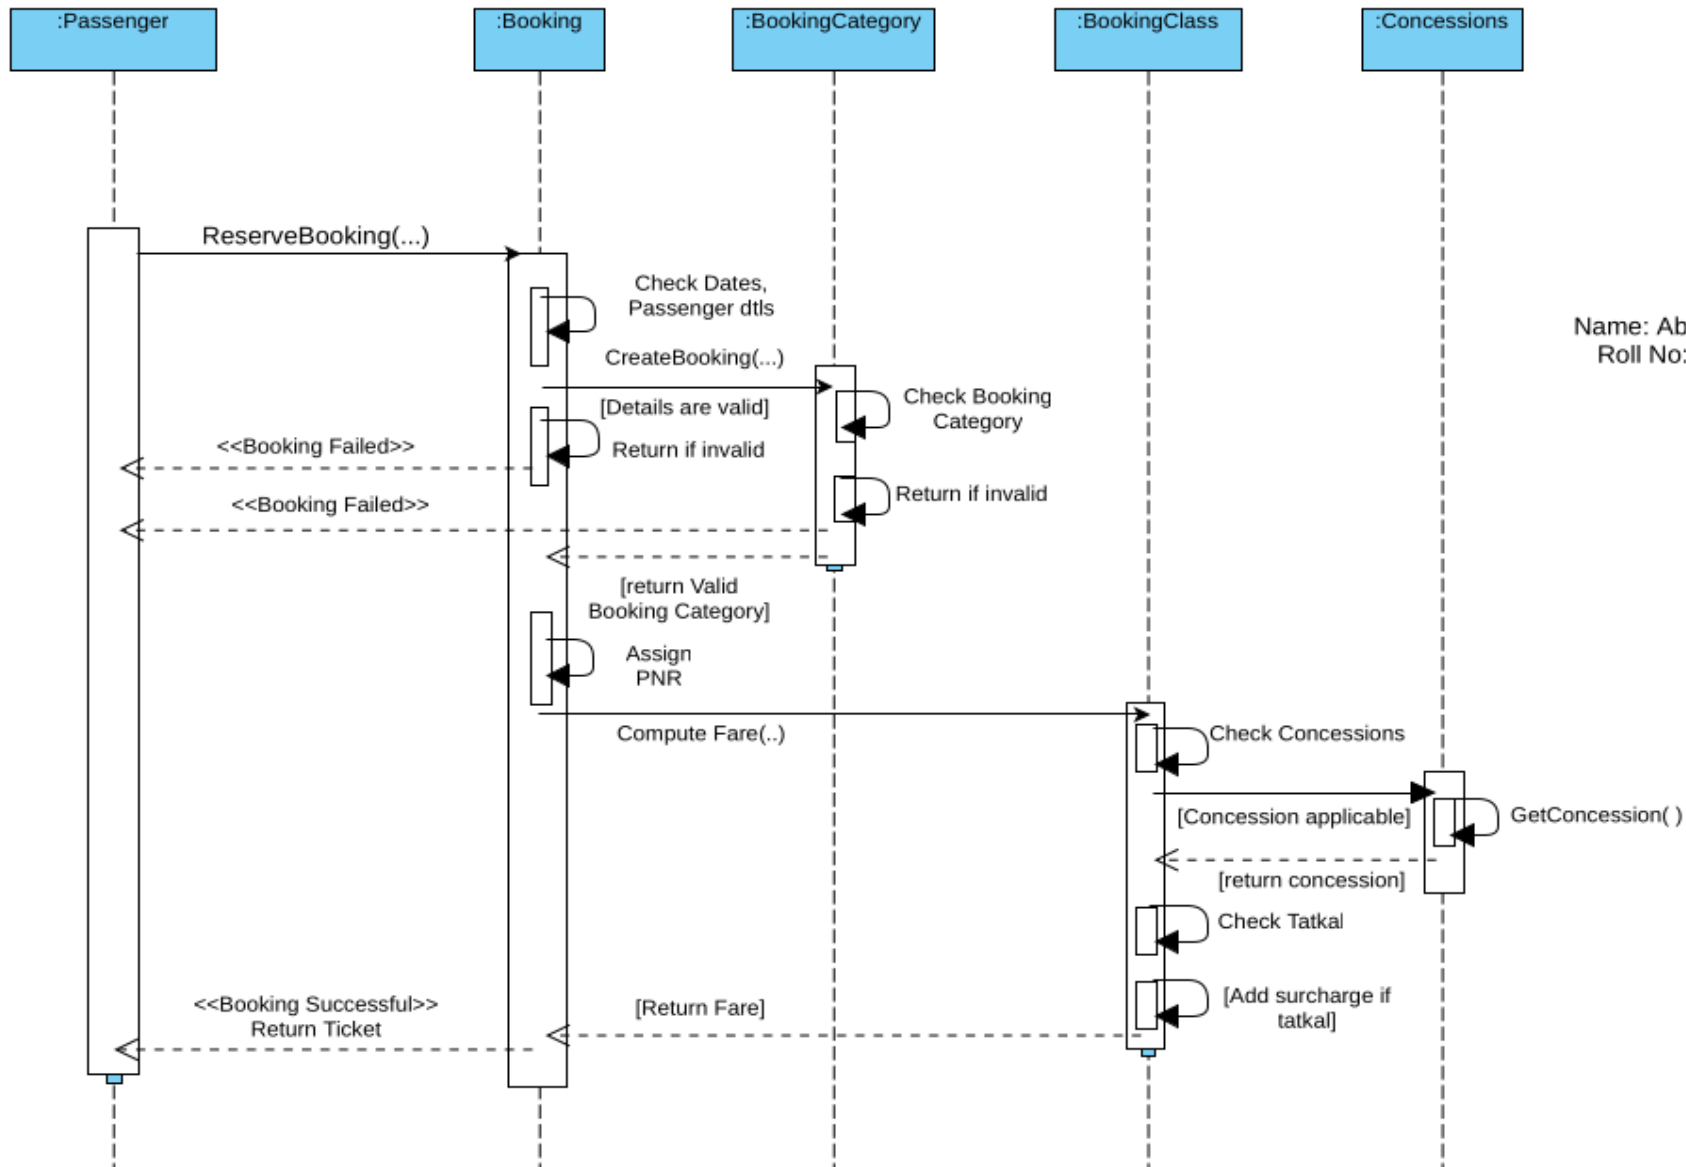 :Passenger
:Booking
:BookingCategory
:BookingClass
:Concessions
ReserveBooking(...)
Check Dates,
Passenger dtls
Name: Ab
Roll No:
CreateBooking(...)
[Details are valid]
Check Booking
Category
<<Booking Failed>>
Return if invalid
<<Booking Failed>>
Return if invalid
[return Valid
Booking Category]
Assign
PNR
Compute Fare(..)
Check Concessions
[Concession applicable]
GetConcession( )
[return concession]
Check Tatkal
<<Booking Successful>>
Return Ticket
[Return Fare]
[Add surcharge if
tatkal]